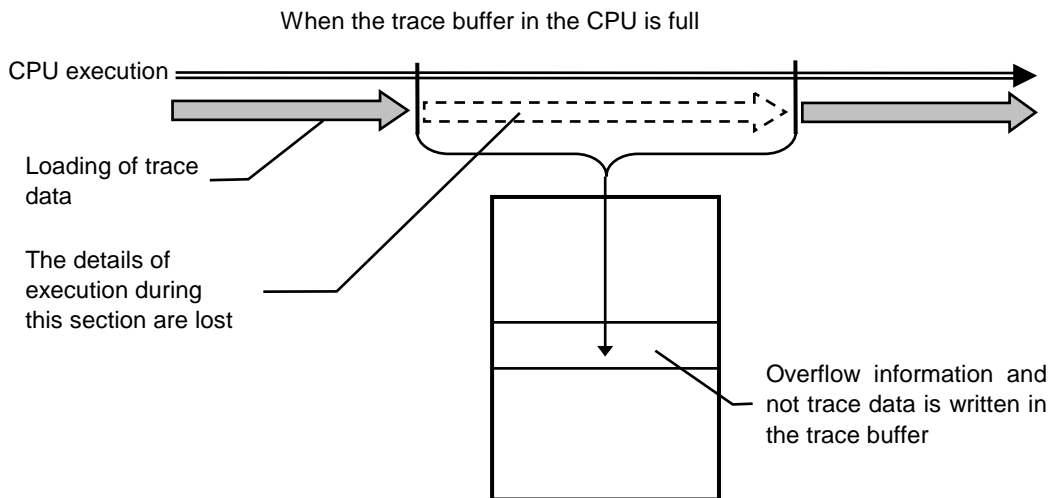 When the trace buffer in the CPU is full
CPU execution
Loading of trace
data
The details of
execution during
this section are lost
Overflow information and
not trace data is written in
the trace buffer